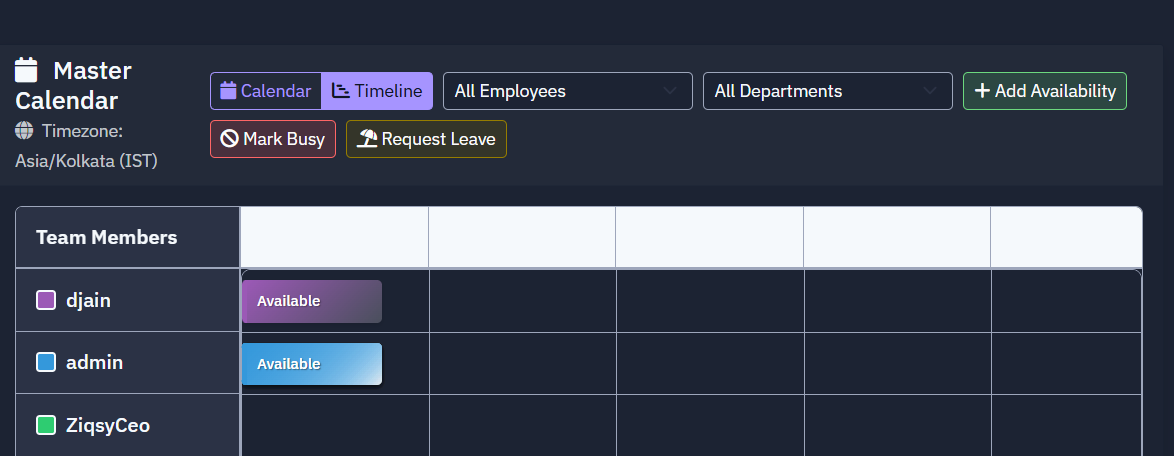 Master
Calendar
Timezone:
Asia/Kolkata (IST)
Calendar
Timeline
All Employees
All Departments
Add Availability
Mark Busy
Request Leave
Team Members
djain
Available
admin
Available
ZiqsyCeo